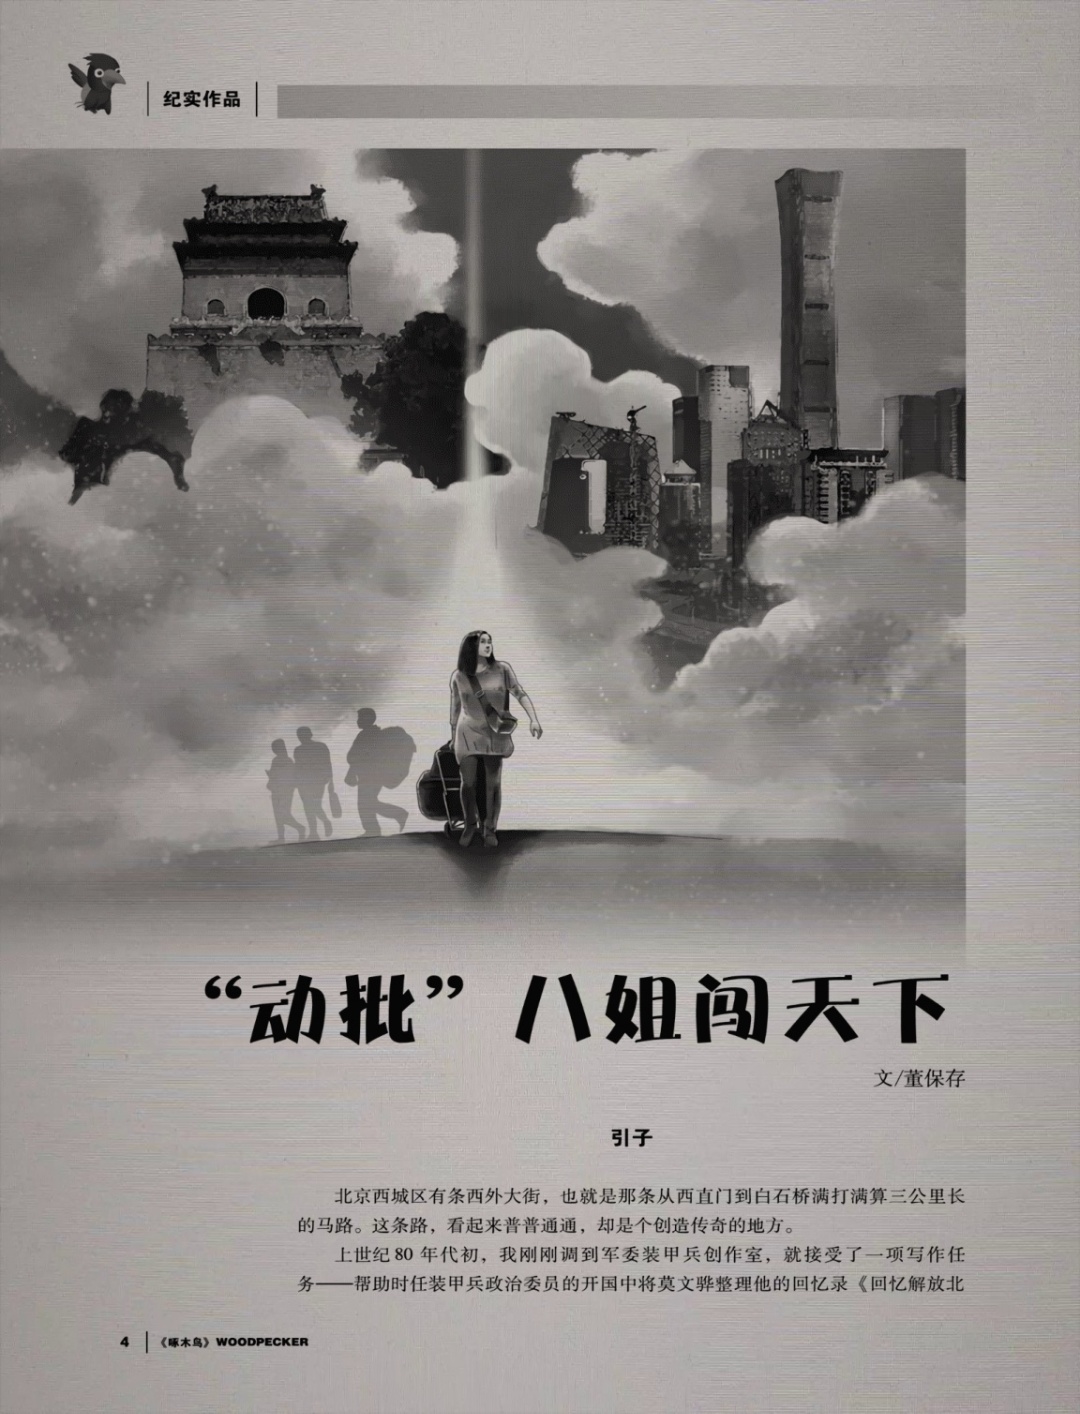 纪实作品
“动批”八姐闯天下
文/董保存
引子
北京西城区有条西外大街，也就是那条从西直门到白石桥满打满算三公里长
的马路。这条路，看起来普普通通，却是个创造传奇的地方。
上世纪80年代初，我刚刚调到军委装甲兵创作室，就接受了一项写作任
务——帮助时任装甲兵政治委员的开国中将莫文骅整理他的回忆录《回忆解放北
4 《啄木鸟》WOODPECKER